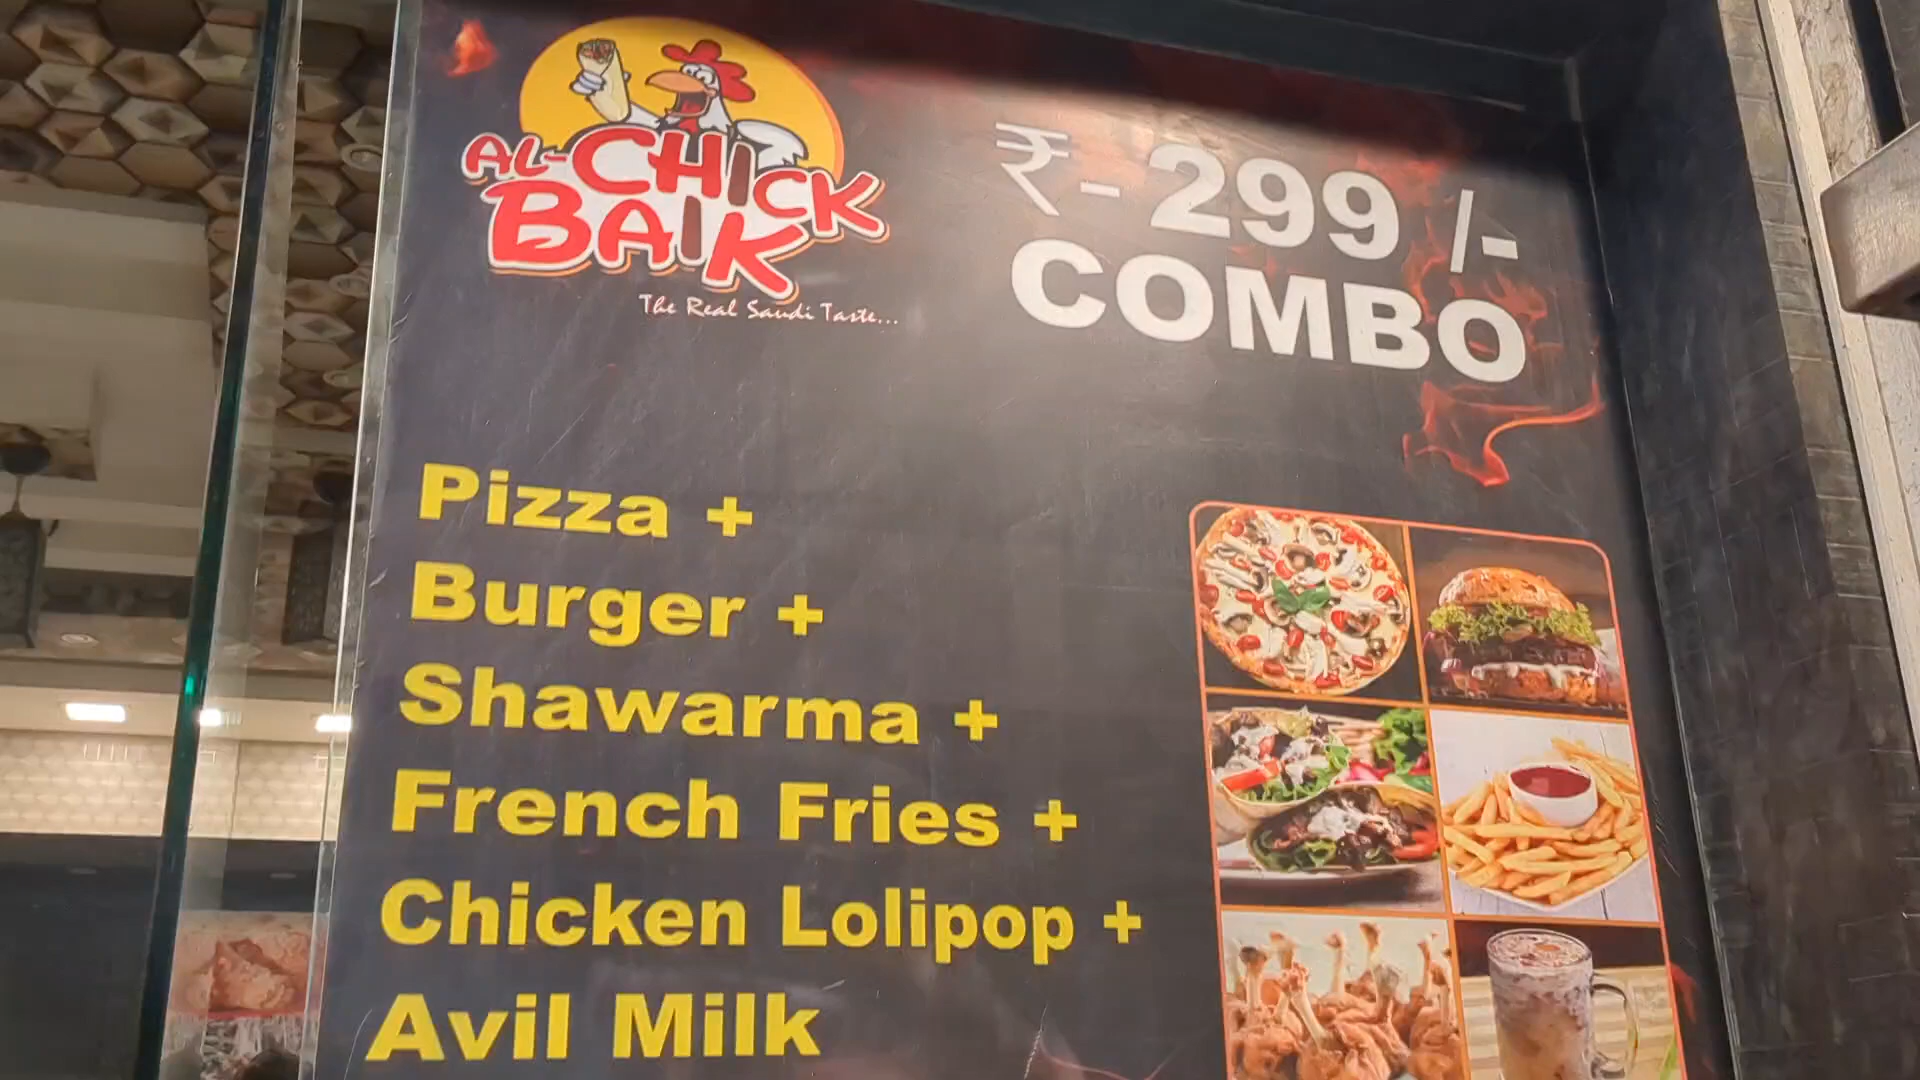 AL-CHICK
BAIK
The Real Saudi Taste...
₹- 299 /-
COMBO
Pizza +
Burger +
Shawarma +
French Fries +
Chicken Lolipop +
Avil Milk